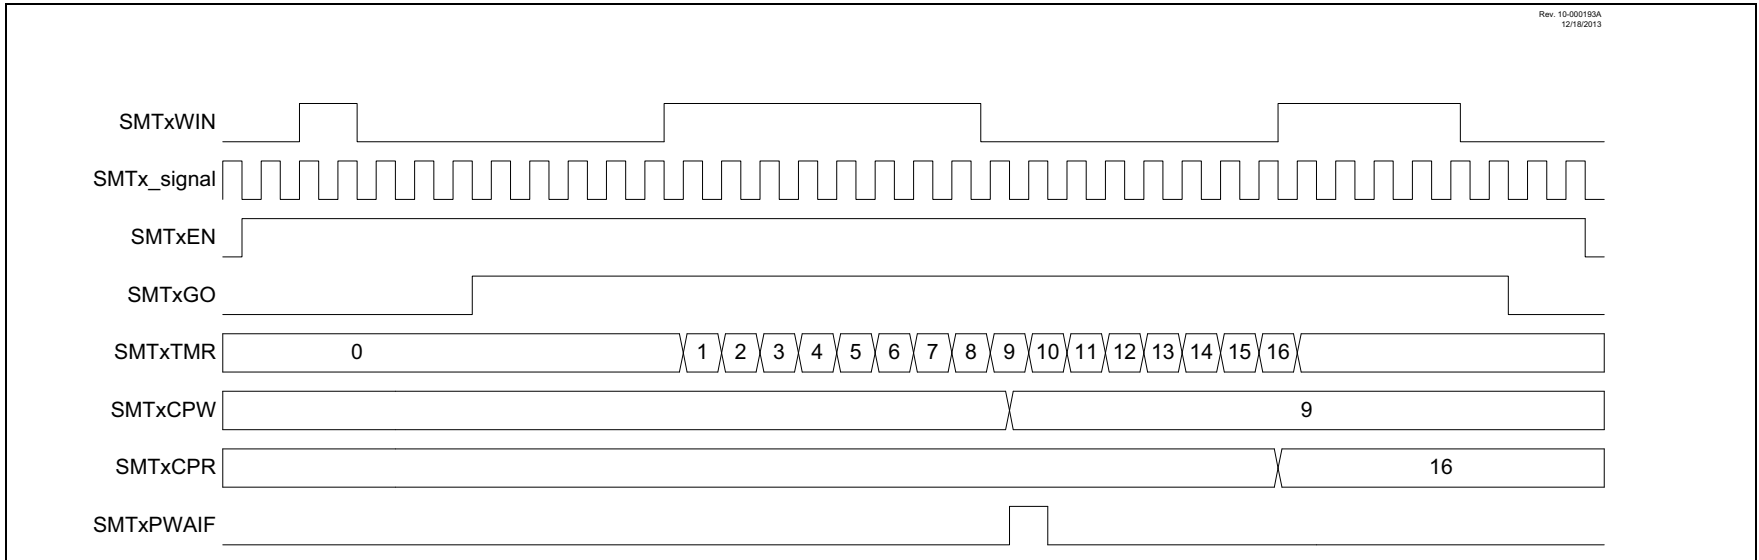 Rev. 10-000193A
12/18/2013
SMTxWIN
SMTx_signal
SMTxEN
SMTxGO
SMTxTMR 0 1 2 3 4 5 6 7 8 9 10 11 12 13 14 15 16
SMTxCPW 9
SMTxCPR 16
SMTxPWAIF